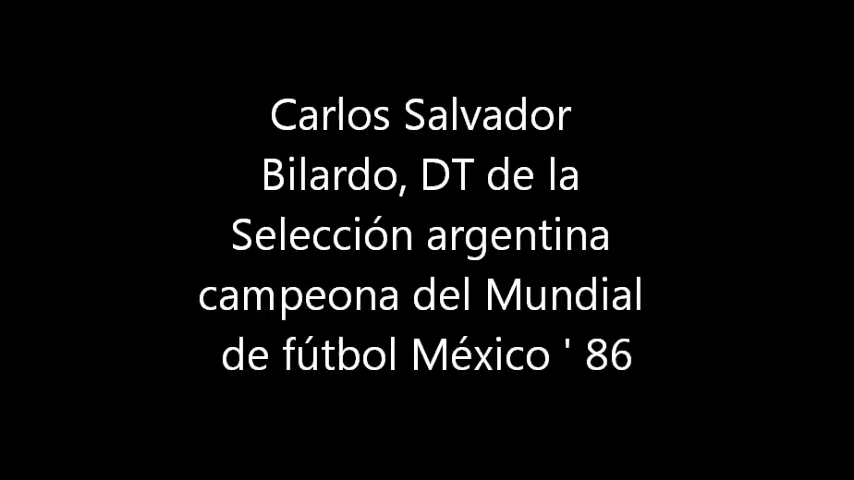 Carlos Salvador
Bilardo, DT de la
Selección argentina
campeona del Mundial
de fútbol México ' 86